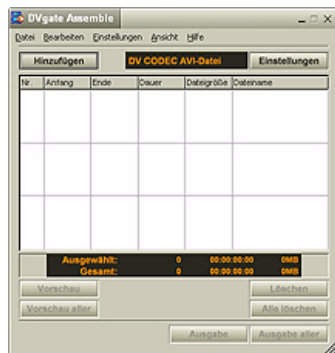 DVgate Assemble
Datei Bearbeiten Einstellungen Ansicht Hilfe
Hinzufügen DV CODEC AVI-Datei Einstellungen
Nr. Anfang Ende Dauer Dateigröße Dateiname
Ausgewählt: 0 00:00:00:00 0MB
Gesamt: 0 00:00:00:00 0MB
Vorschau Löschen
Vorschau aller Alle löschen
Ausgabe Ausgabe aller